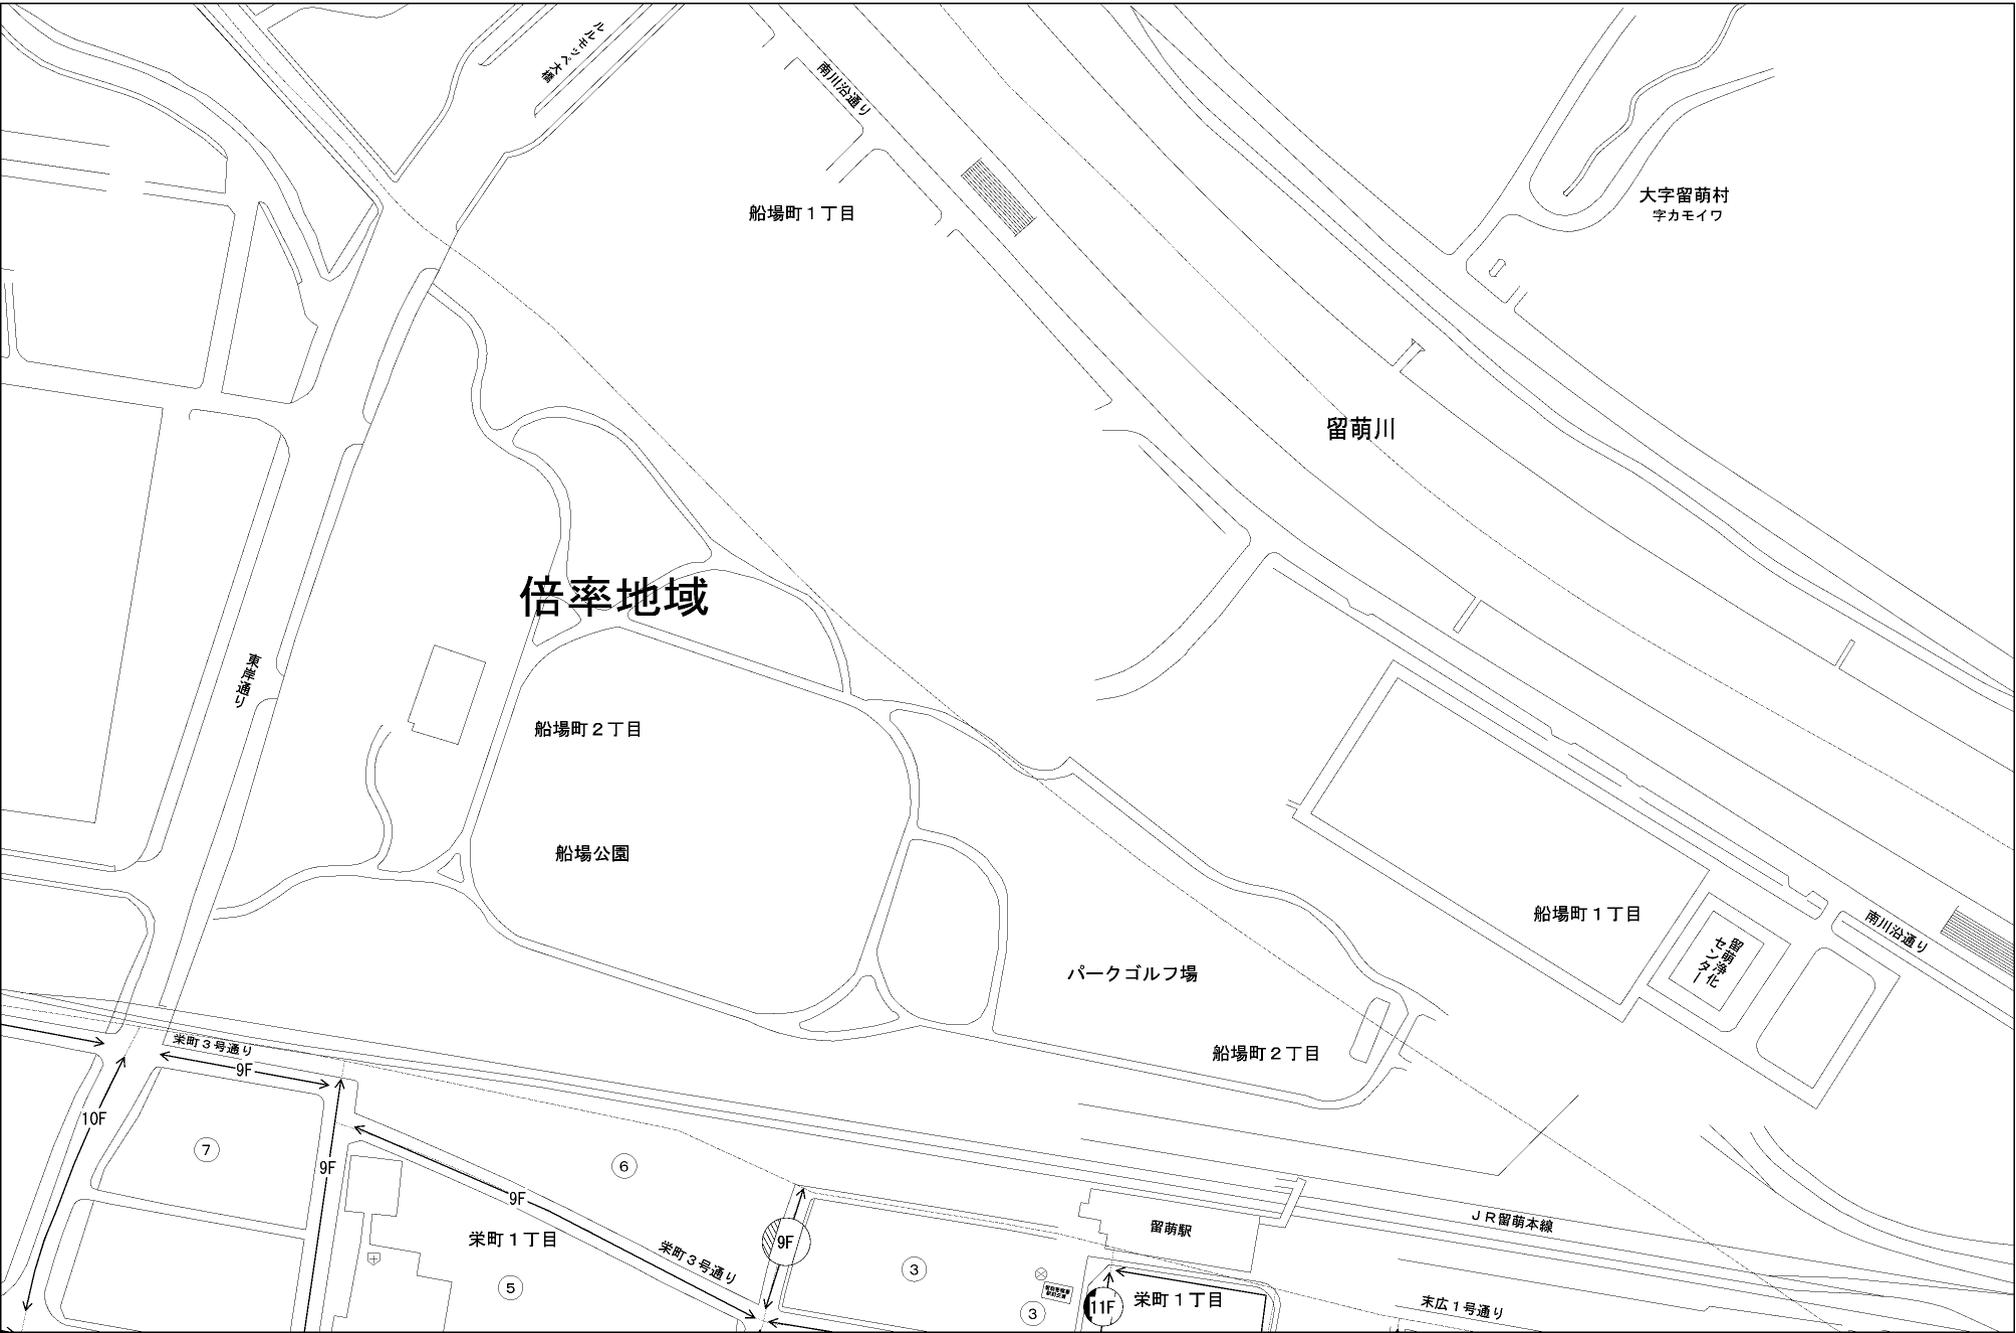 ルルモッペ大橋
南川沿通り
船場町１丁目
大字留萌村
字カモイワ
留萌川
倍率地域
東岸通り
船場町２丁目
船場公園
船場町１丁目
南川沿通り
留萌浄化
センター
パークゴルフ場
船場町２丁目
栄町３号通り
9F
10F
7
9F
6
9F
栄町１丁目
栄町３号通り
9F
5
3
留萌駅
ＪＲ留萌本線
3
11F
栄町１丁目
末広１号通り